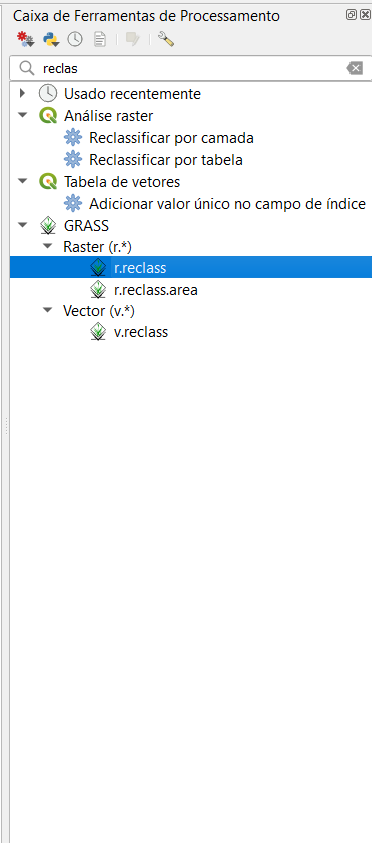 Caixa de Ferramentas de Processamento
reclas
Usado recentemente
Análise raster
Reclassificar por camada
Reclassificar por tabela
Tabela de vetores
Adicionar valor único no campo de índice
GRASS
Raster (r.*)
r.reclass
r.reclass.area
Vector (v.*)
v.reclass